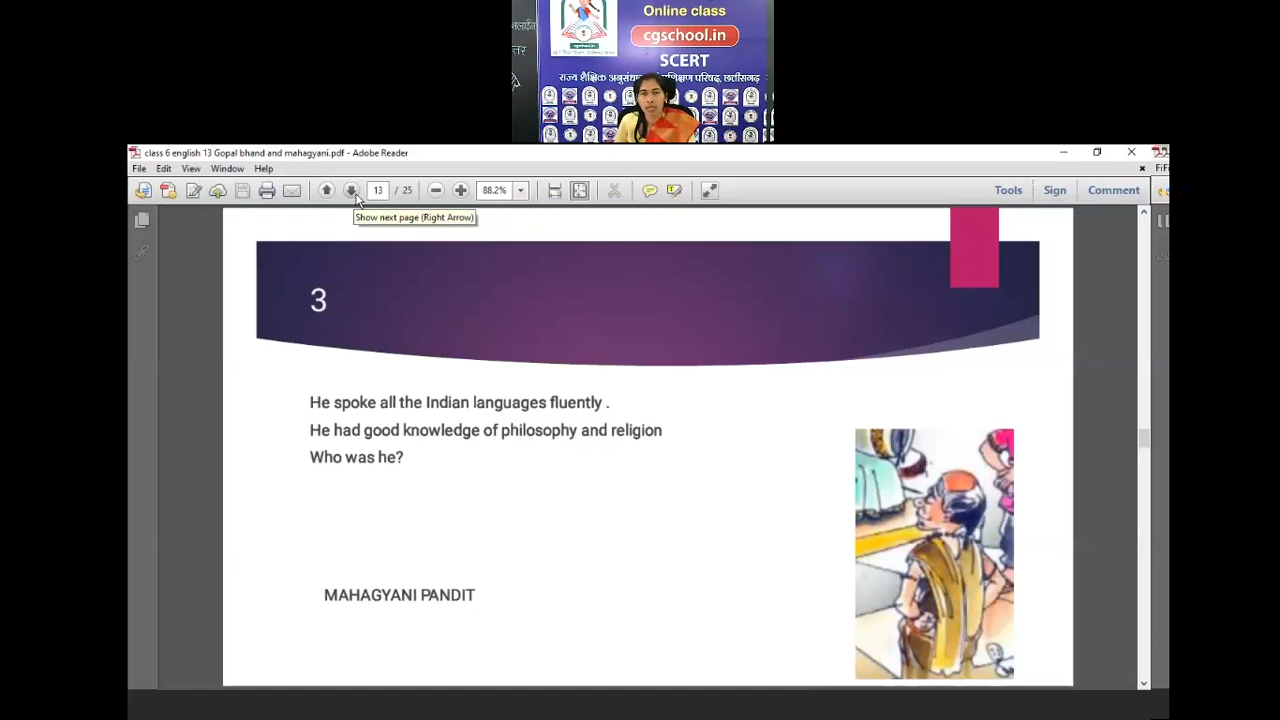 Online class
cgschool.in
SCERT
राज्य शैक्षिक अनुसंधान
परिषद, छत्तीसगढ़
class 6 english 13 Gopal bhand and mahagyani.pdf - Adobe Reader
File Edit View Window Help
13 / 25 88.2% Tools Sign Comment
Show next page (Right Arrow)
3
He spoke all the Indian languages fluently .
He had good knowledge of philosophy and religion
Who was he?
MAHAGYANI PANDIT